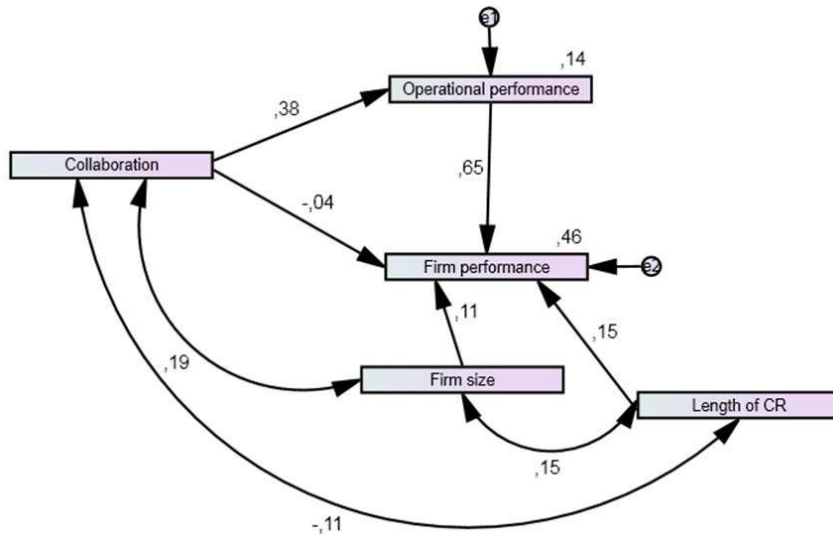 e1
,14
Operational performance
,38
Collaboration
,65
-,04
,46
Firm performance
e2
,11
,15
,19
Firm size
Length of CR
,15
-,11